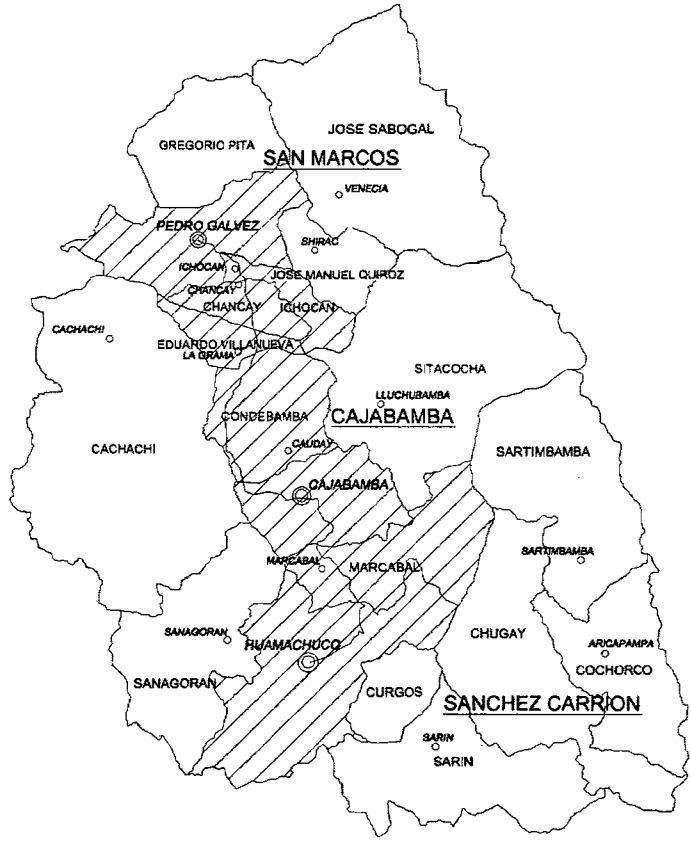 JOSE SABOGAL
GREGORIO PITA
SAN MARCOS
VENECIA
PEDRO GALVEZ
SHIRAC
ICHOCAN
JOSE MANUEL QUIROZ
CHANCAY
CHANCAY
ICHOCAN
CACHACHI
EDUARDO VILLANUEVA
LA GRAMA
SITACOCHA
LLUCHUBAMBA
CONDEBAMBA
CAJABAMBA
CACHACHI
CAUDAY
SARTIMBAMBA
CAJABAMBA
SARTIMBAMBA
MARCABAL
MARCABAL
SANAGORAN
CHUGAY
HUAMACHUCO
ARICAPAMPA
COCHORCO
SANAGORAN
CURGOS
SANCHEZ CARRION
SARIN
SARIN